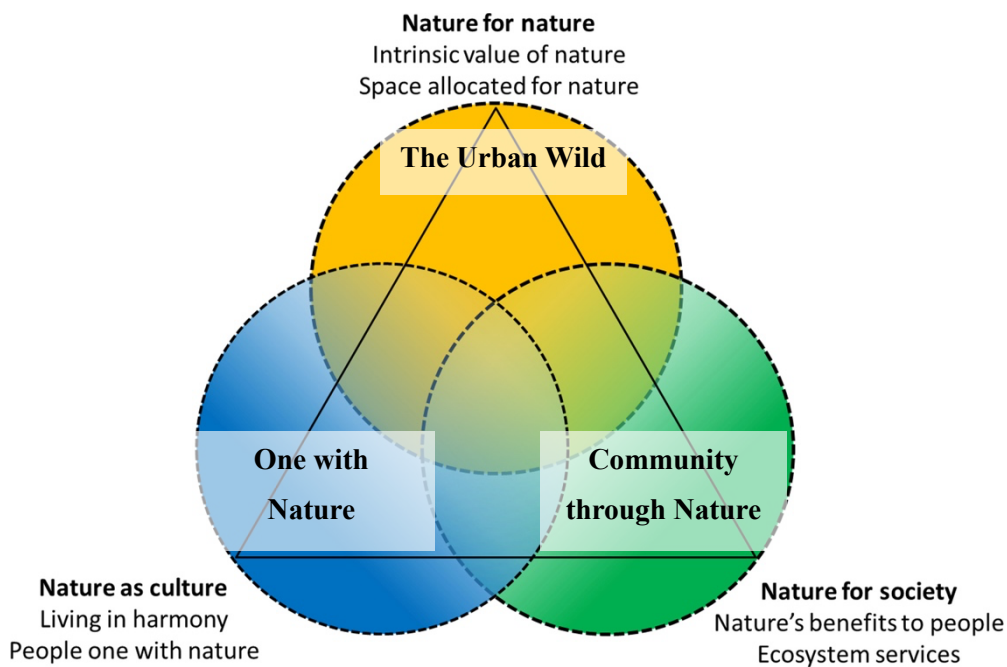 Nature for nature
Intrinsic value of nature
Space allocated for nature
The Urban Wild
One with
Nature
Community
through Nature
Nature as culture
Living in harmony
People one with nature
Nature for society
Nature's benefits to people
Ecosystem services